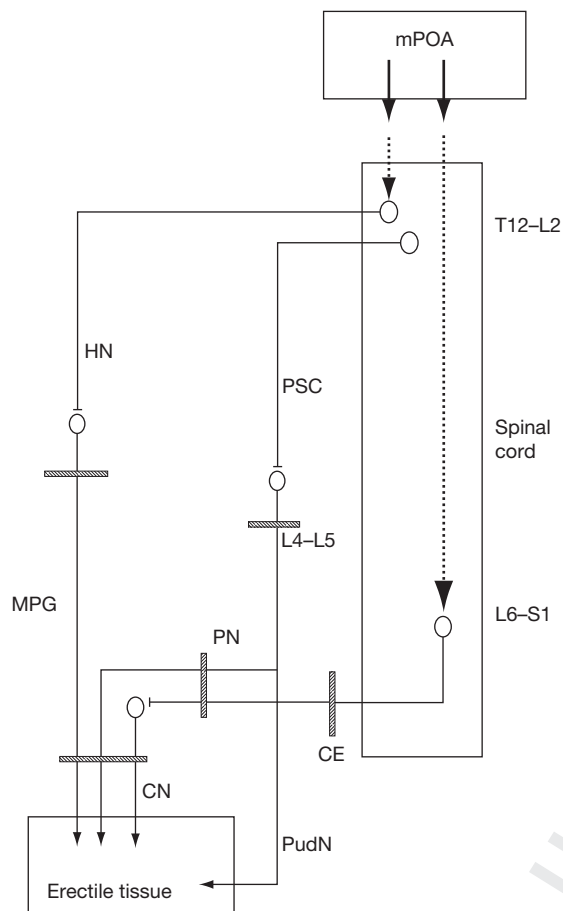 mPOA
T12–L2
HN
PSC
Spinal
cord
L4–L5
MPG
PN
L6–S1
CE
CN
PudN
Erectile tissue